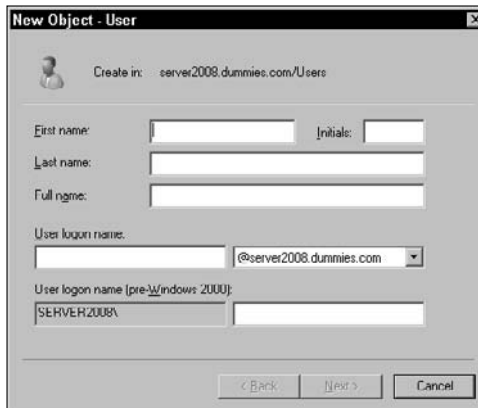 New Object - User
Create in: server2008.dummies.com/Users
First name: Initials:
Last name:
Full name:
User logon name:
@server2008.dummies.com
User logon name (pre-Windows 2000):
SERVER2008\
< Back Next > Cancel